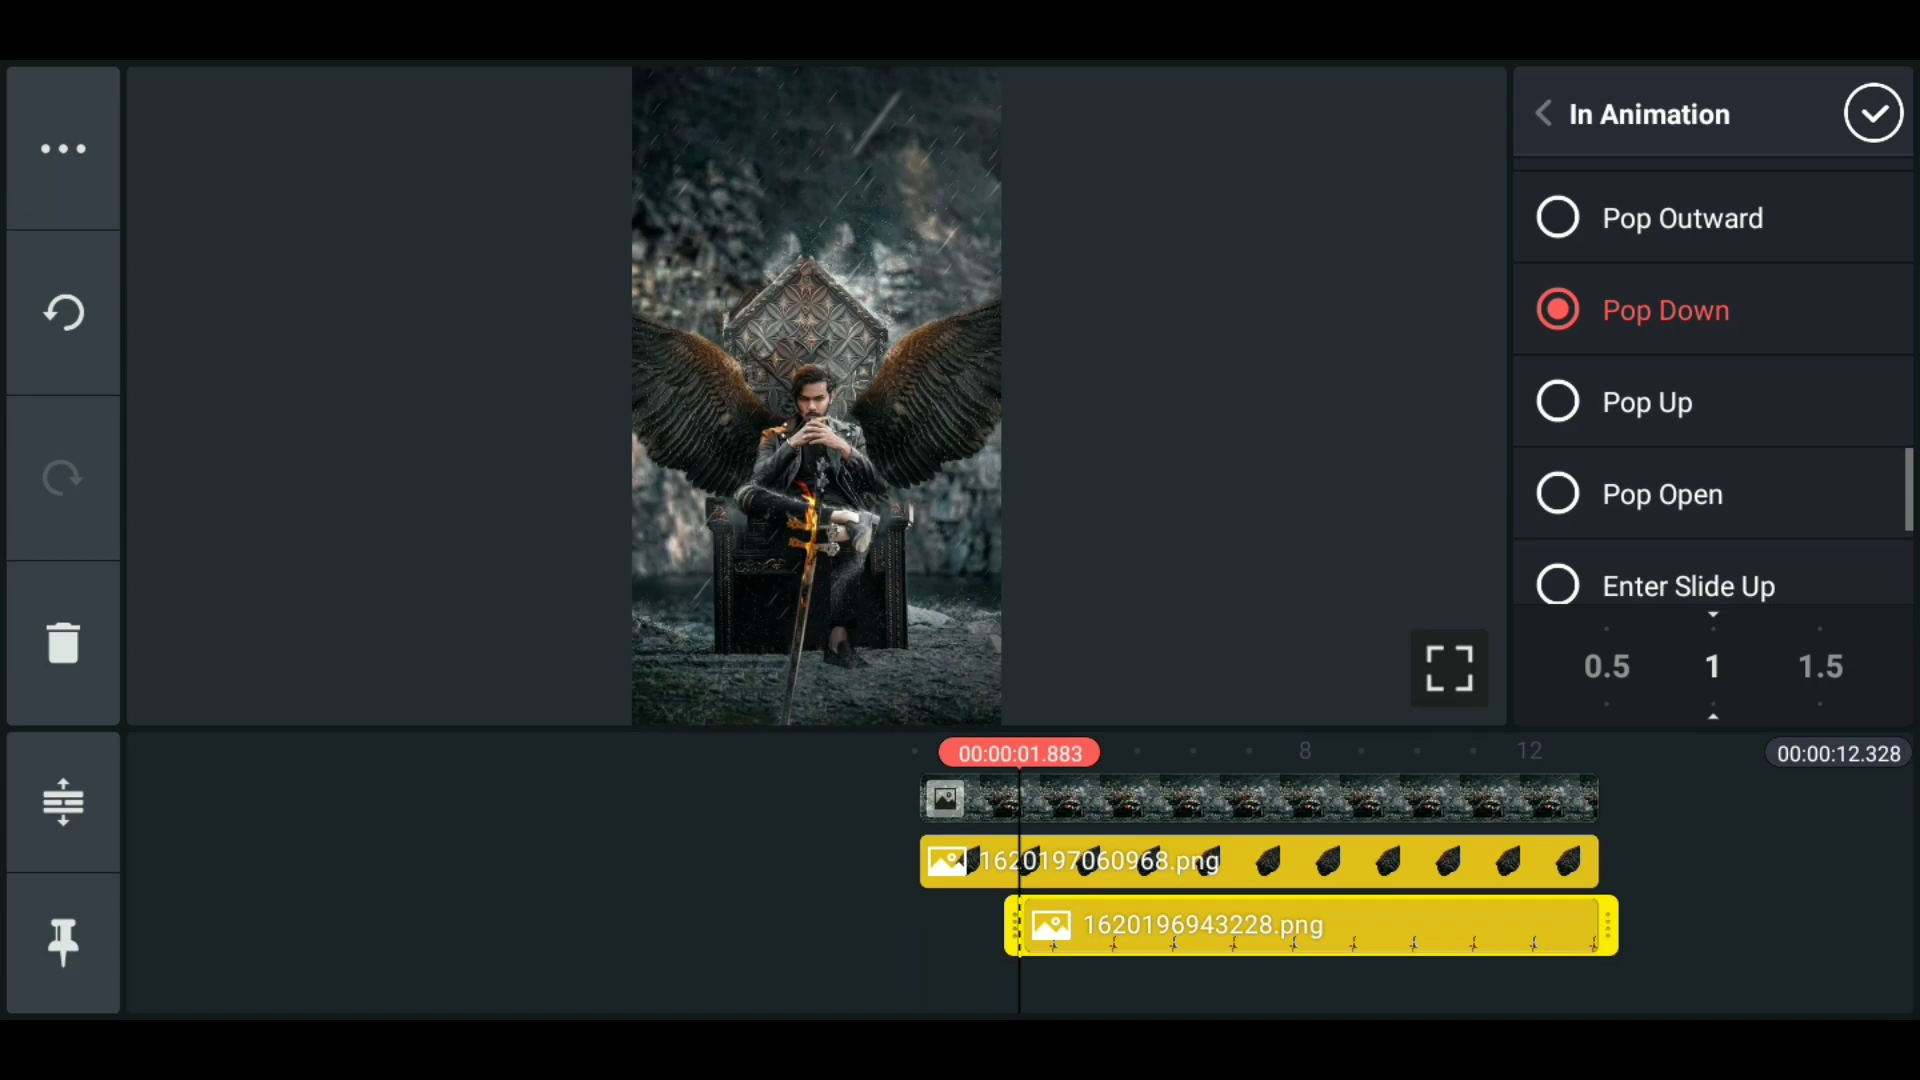 In Animation
Pop Outward
Pop Down
Pop Up
Pop Open
Enter Slide Up
0.5 1 1.5
00:00:01.883 8 12 00:00:12.328
1620197060968.png
1620196943228.png